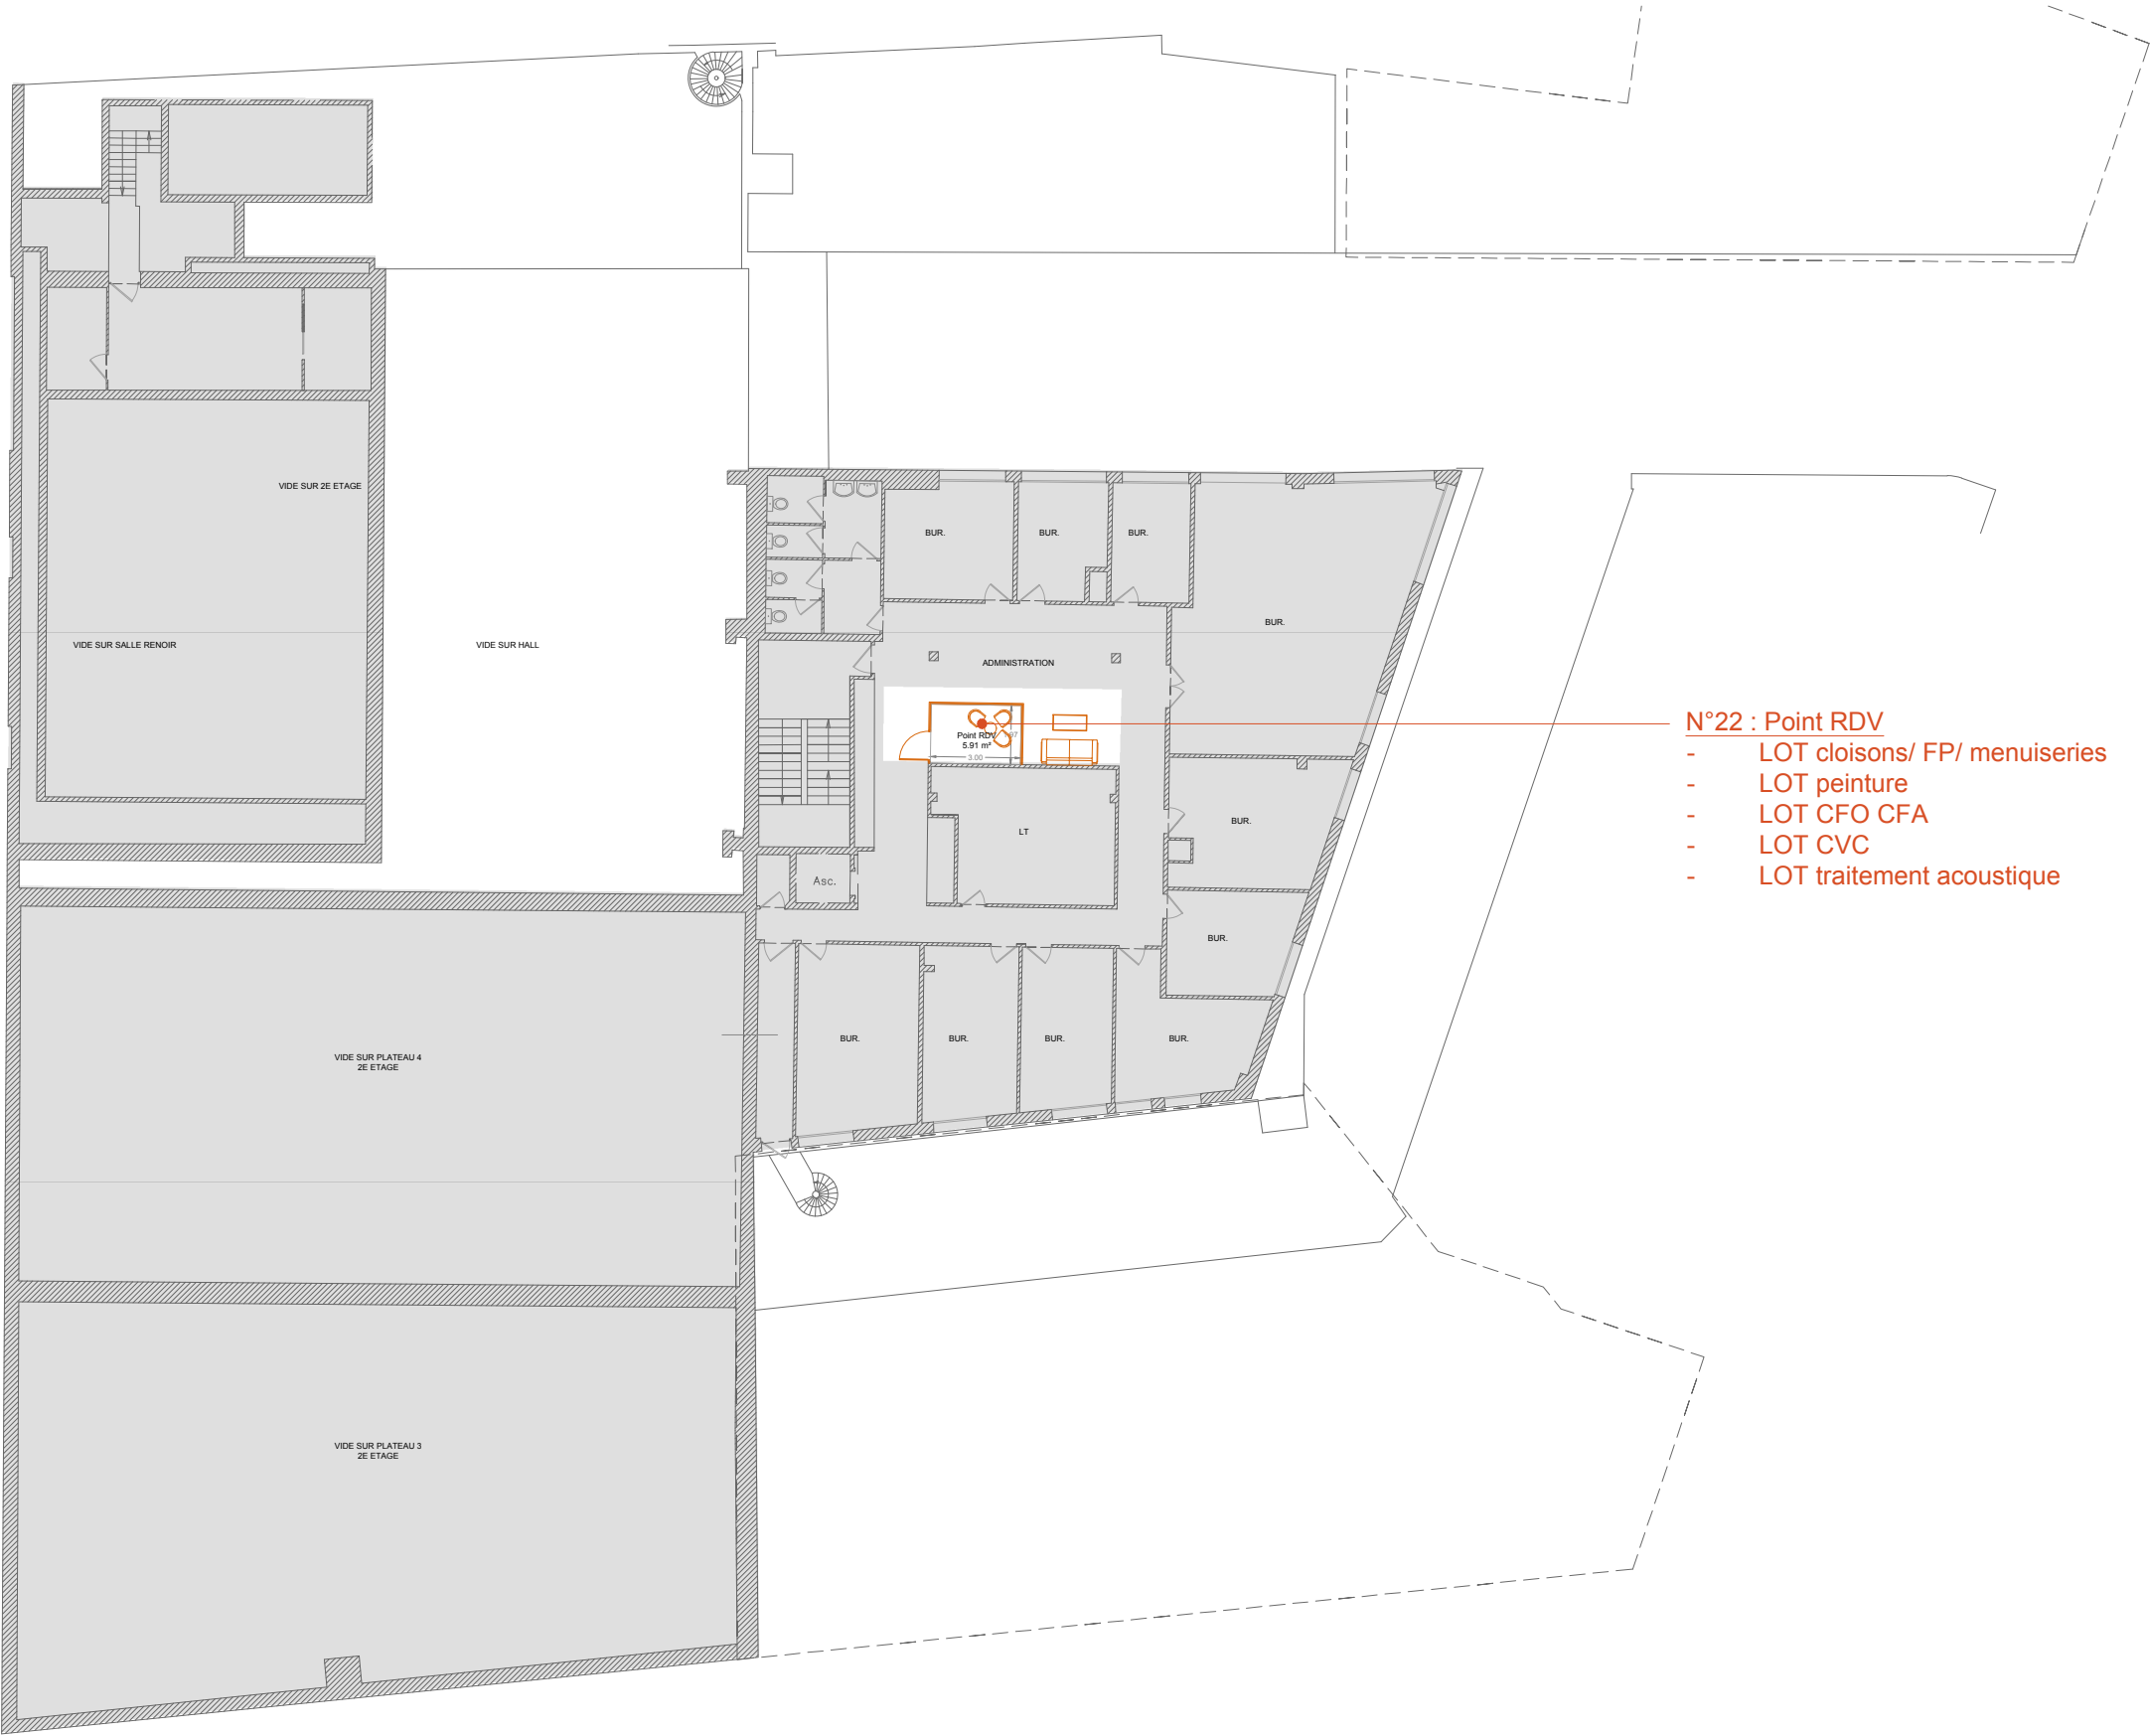 VIDE SUR 2E ETAGE
BUR.
BUR.
BUR.
BUR.
VIDE SUR SALLE RENOIR
VIDE SUR HALL
ADMINISTRATION
Point RDV
5.91 m²
1.97
3.00
N°22 : Point RDV
- LOT cloisons/ FP/ menuiseries
- LOT peinture
- LOT CFO CFA
- LOT CVC
- LOT traitement acoustique
LT
BUR.
Asc.
BUR.
BUR.
BUR.
BUR.
BUR.
VIDE SUR PLATEAU 4
2E ETAGE
VIDE SUR PLATEAU 3
2E ETAGE